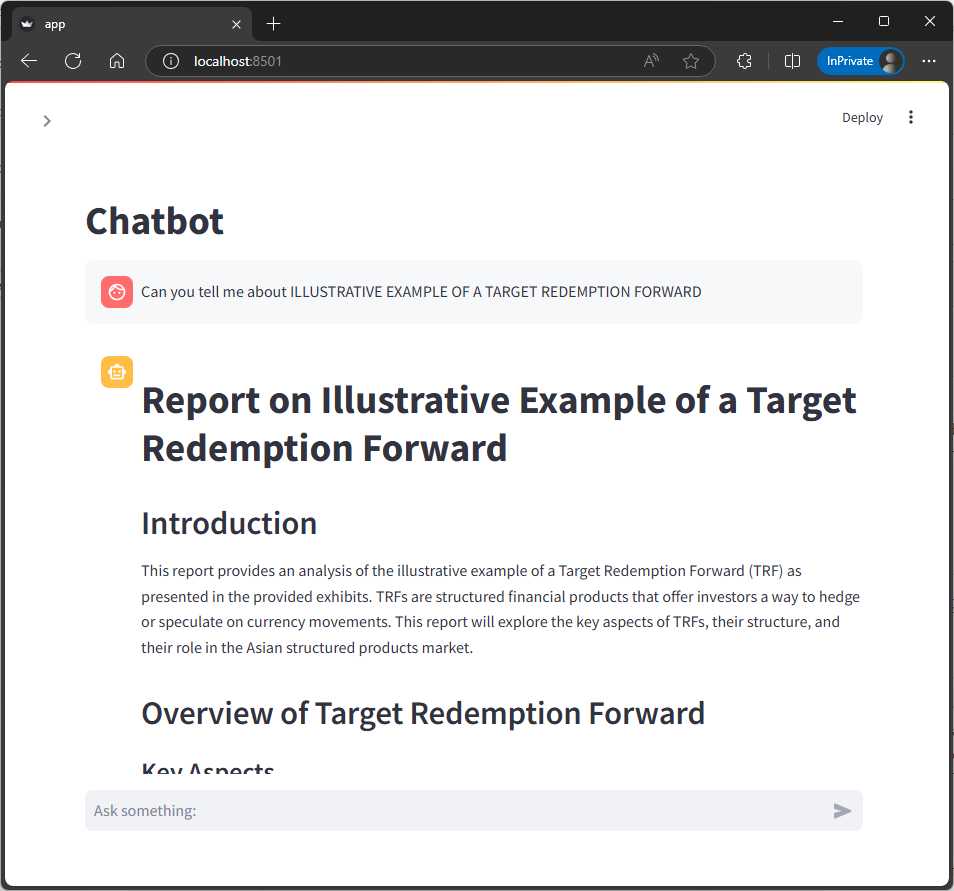 app
localhost:8501
InPrivate
Deploy
Chatbot
Can you tell me about ILLUSTRATIVE EXAMPLE OF A TARGET REDEMPTION FORWARD
Report on Illustrative Example of a Target
Redemption Forward
Introduction
This report provides an analysis of the illustrative example of a Target Redemption Forward (TRF) as
presented in the provided exhibits. TRFs are structured financial products that offer investors a way to hedge
or speculate on currency movements. This report will explore the key aspects of TRFs, their structure, and
their role in the Asian structured products market.
Overview of Target Redemption Forward
Key Aspects
Ask something: